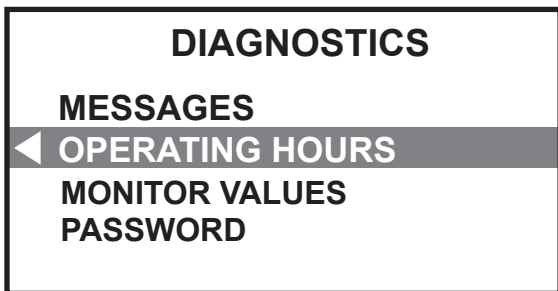 DIAGNOSTICS
MESSAGES
OPERATING HOURS
MONITOR VALUES
PASSWORD